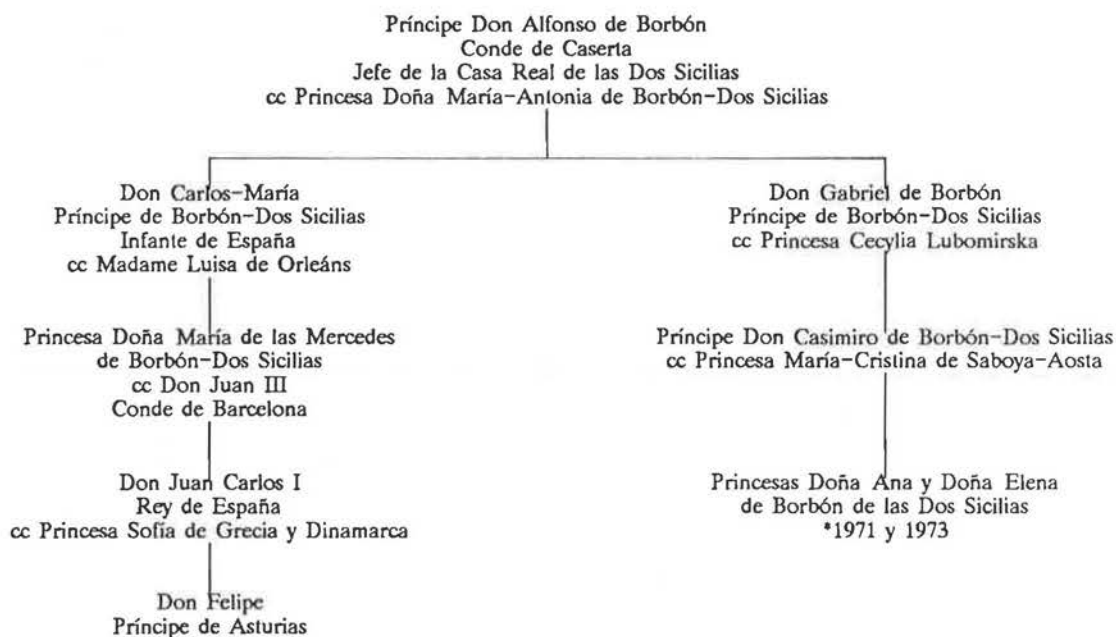 Príncipe Don Alfonso de Borbón
Conde de Caserta
Jefe de la Casa Real de las Dos Sicilias
cc Princesa Doña María-Antonia de Borbón-Dos Sicilias
Don Carlos-María
Príncipe de Borbón-Dos Sicilias
Infante de España
cc Madame Luisa de Orleáns
Don Gabriel de Borbón
Príncipe de Borbón-Dos Sicilias
cc Princesa Cecylia Lubomirska
Princesa Doña María de las Mercedes
de Borbón-Dos Sicilias
cc Don Juan III
Conde de Barcelona
Príncipe Don Casimiro de Borbón-Dos Sicilias
cc Princesa María-Cristina de Saboya-Aosta
Don Juan Carlos I
Rey de España
cc Princesa Sofía de Grecia y Dinamarca
Princesas Doña Ana y Doña Elena
de Borbón de las Dos Sicilias
*1971 y 1973
Don Felipe
Príncipe de Asturias